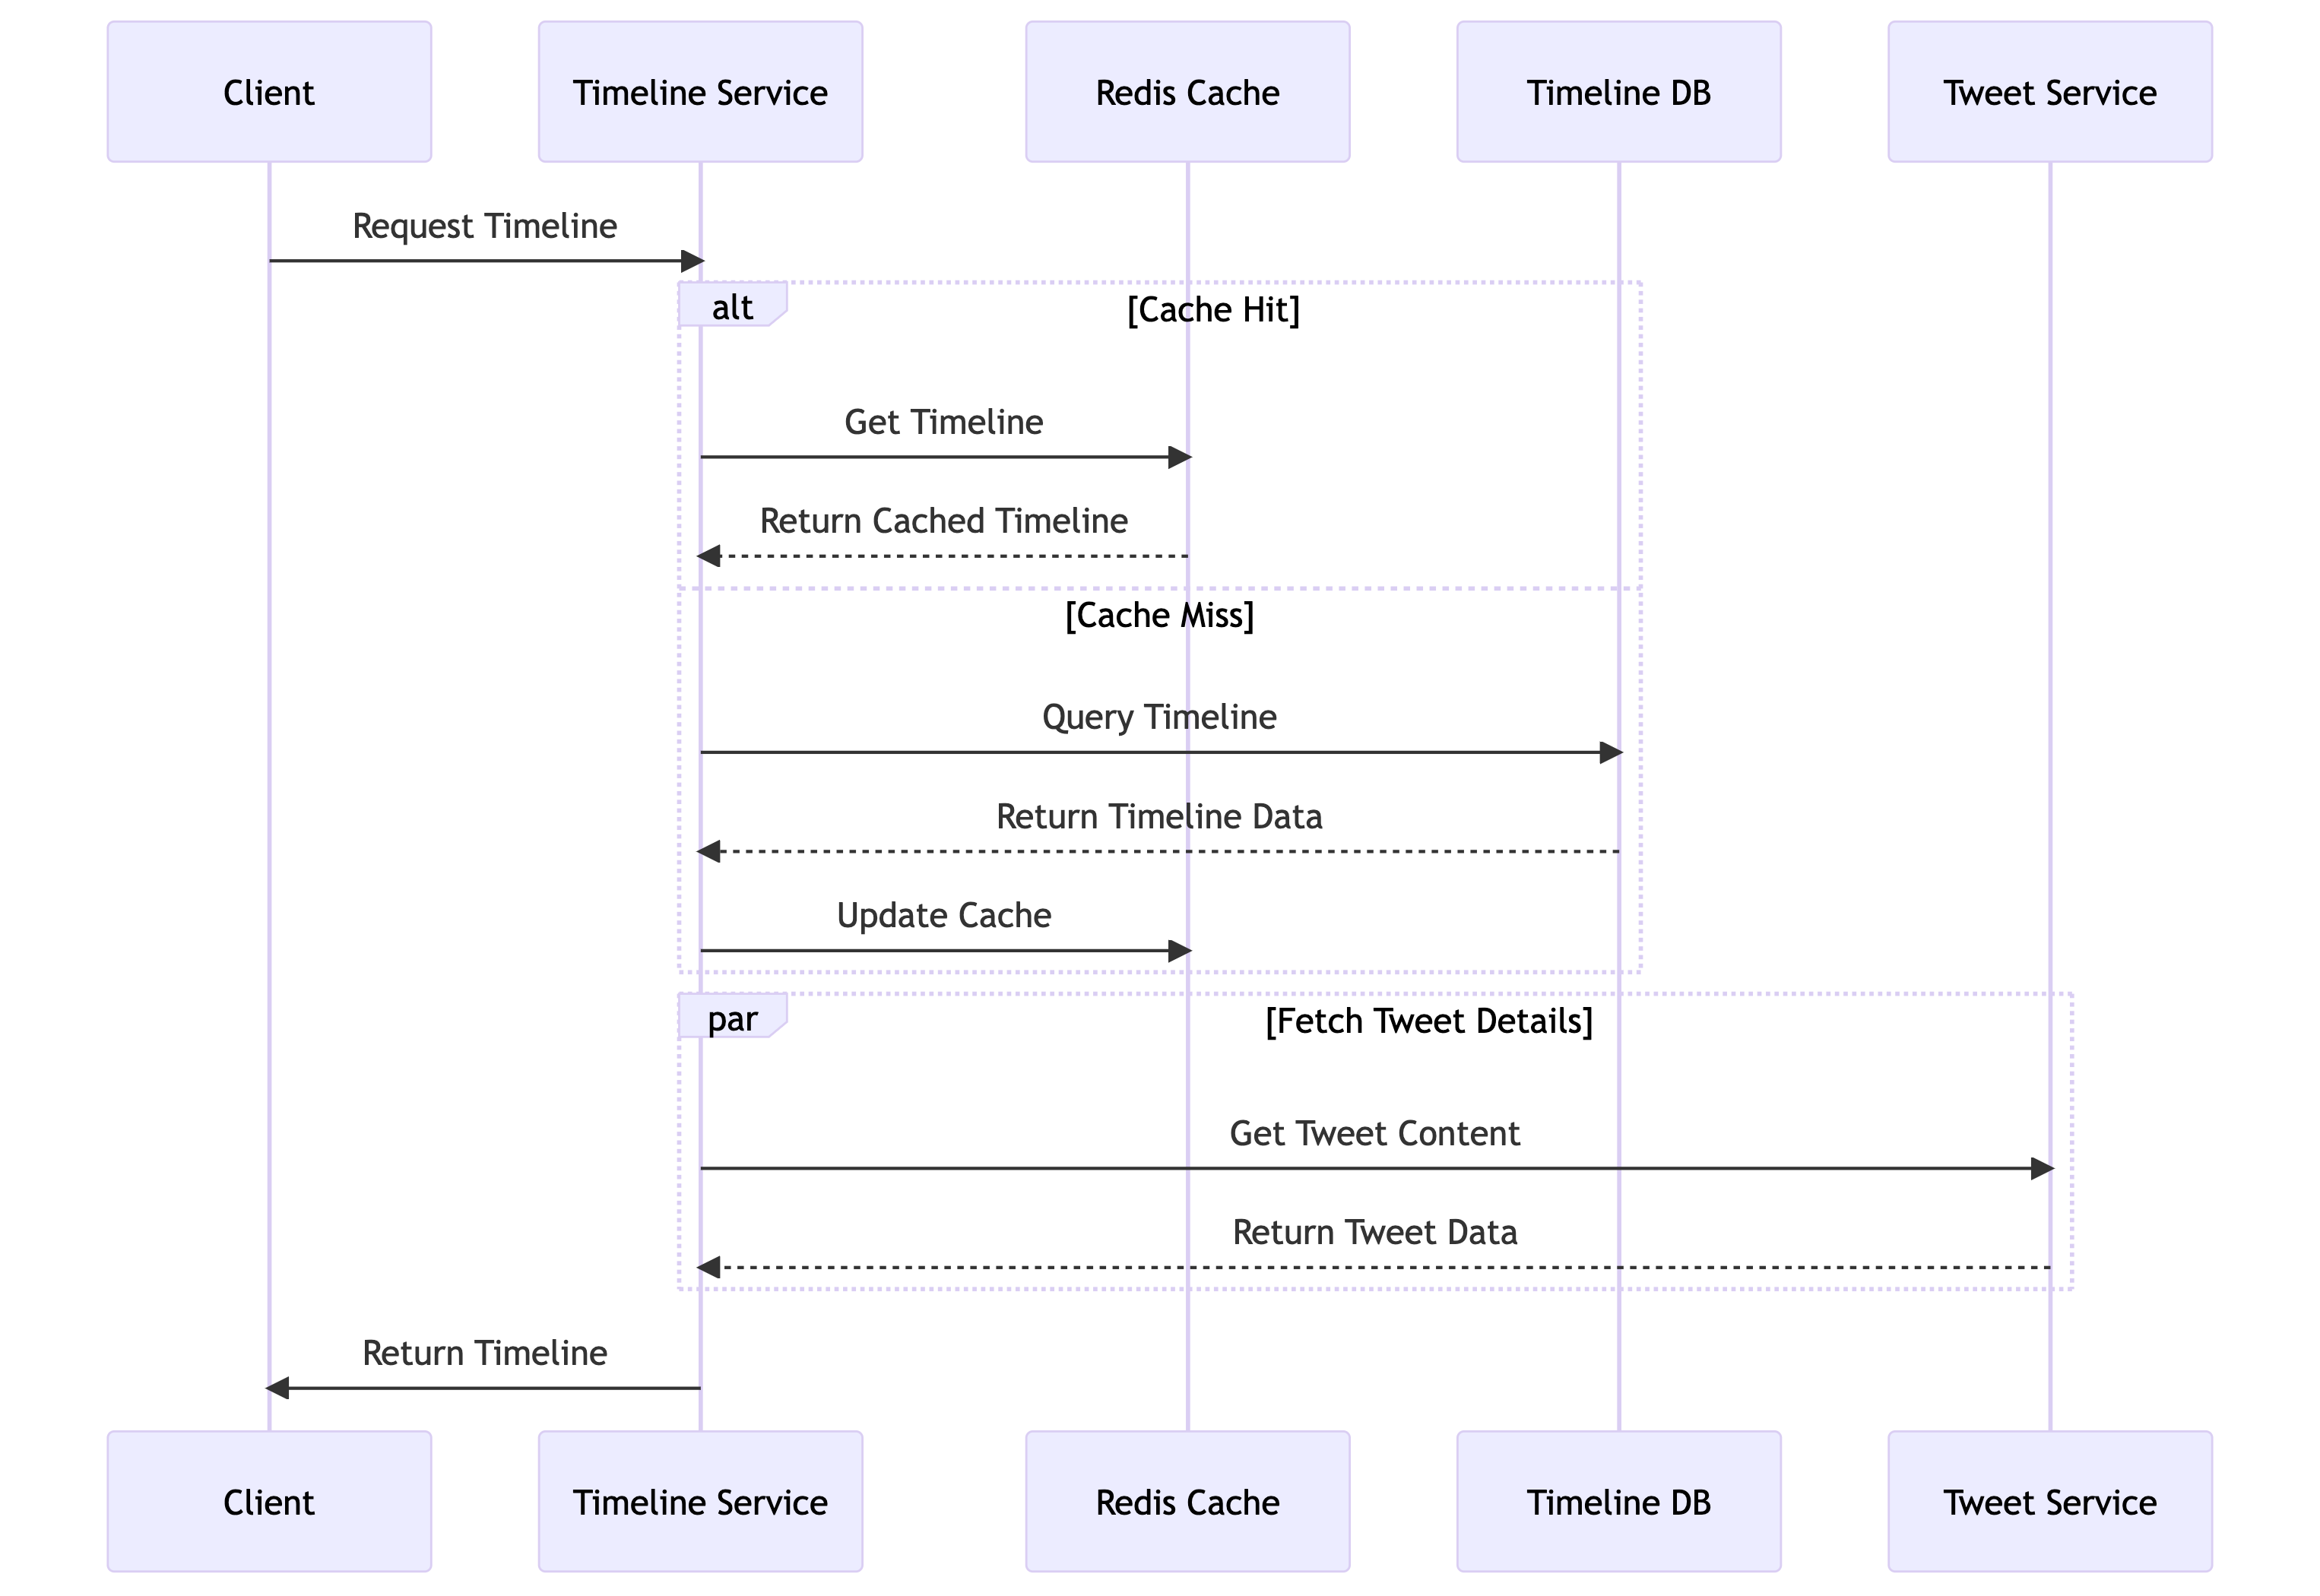 Client
Timeline Service
Redis Cache
Timeline DB
Tweet Service
Request Timeline
alt
[Cache Hit]
Get Timeline
Return Cached Timeline
[Cache Miss]
Query Timeline
Return Timeline Data
Update Cache
par
[Fetch Tweet Details]
Get Tweet Content
Return Tweet Data
Return Timeline
Client
Timeline Service
Redis Cache
Timeline DB
Tweet Service